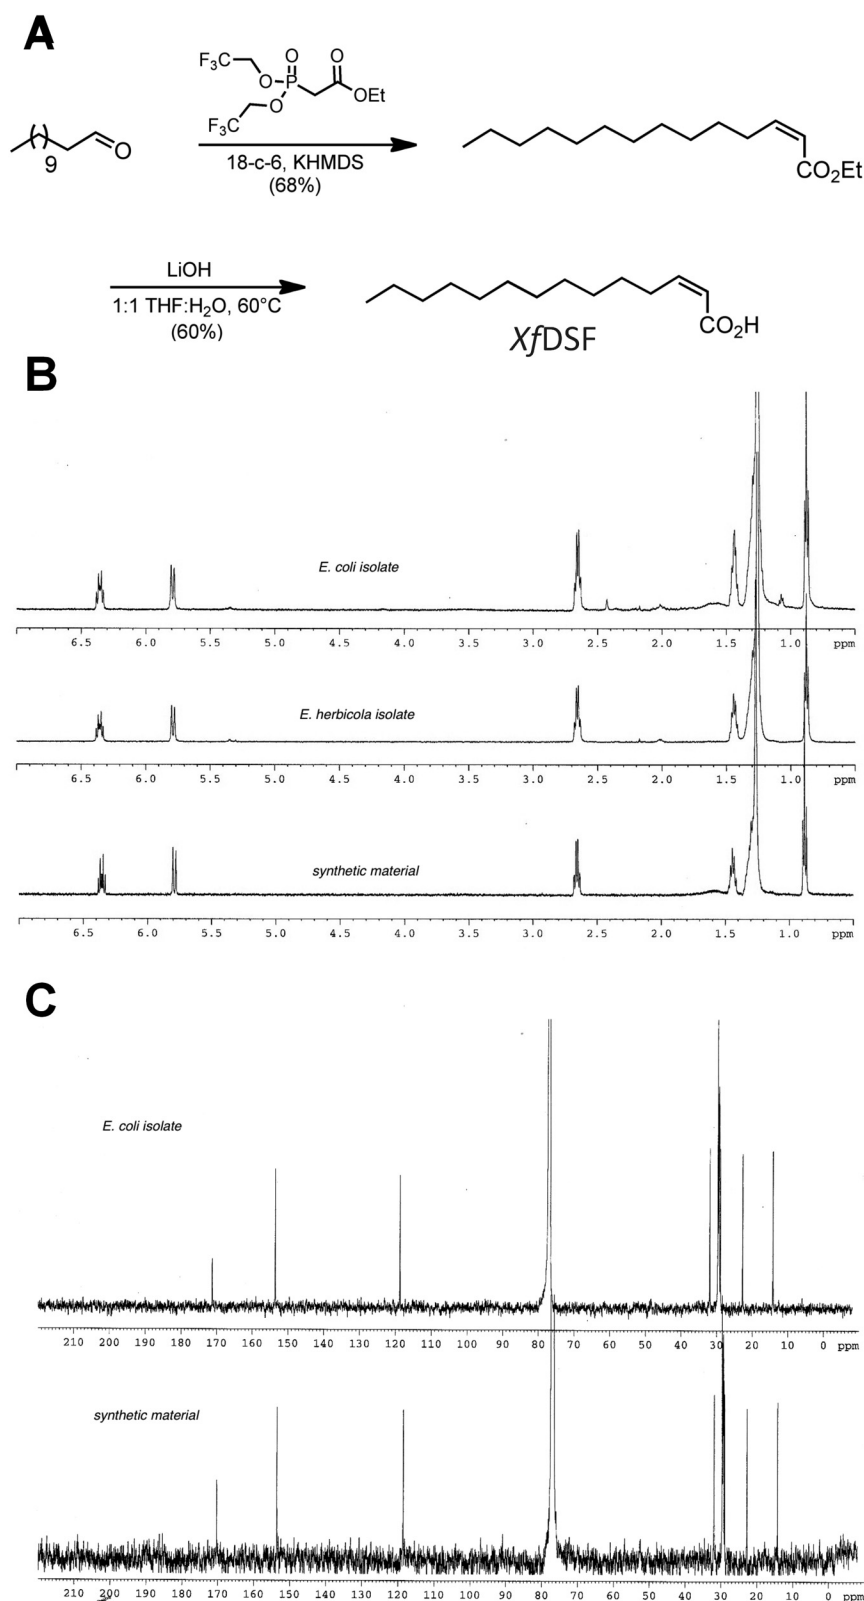 A
F₃C
O
O
O
P
OEt
O
F₃C
9
O
18-c-6, KHMDS
(68%)
CO₂Et
LiOH
1:1 THF:H₂O, 60°C
(60%)
CO₂H
XfDSF
B
E. coli isolate
6.5 6.0 5.5 5.0 4.5 4.0 3.5 3.0 2.5 2.0 1.5 1.0 ppm
E. herbicola isolate
6.5 6.0 5.5 5.0 4.5 4.0 3.5 3.0 2.5 2.0 1.5 1.0 ppm
synthetic material
6.5 6.0 5.5 5.0 4.5 4.0 3.5 3.0 2.5 2.0 1.5 1.0 ppm
C
E. coli isolate
210 200 190 180 170 160 150 140 130 120 110 100 90 80 70 60 50 40 30 20 10 0 ppm
synthetic material
210 200 190 180 170 160 150 140 130 120 110 100 90 80 70 60 50 40 30 20 10 0 ppm